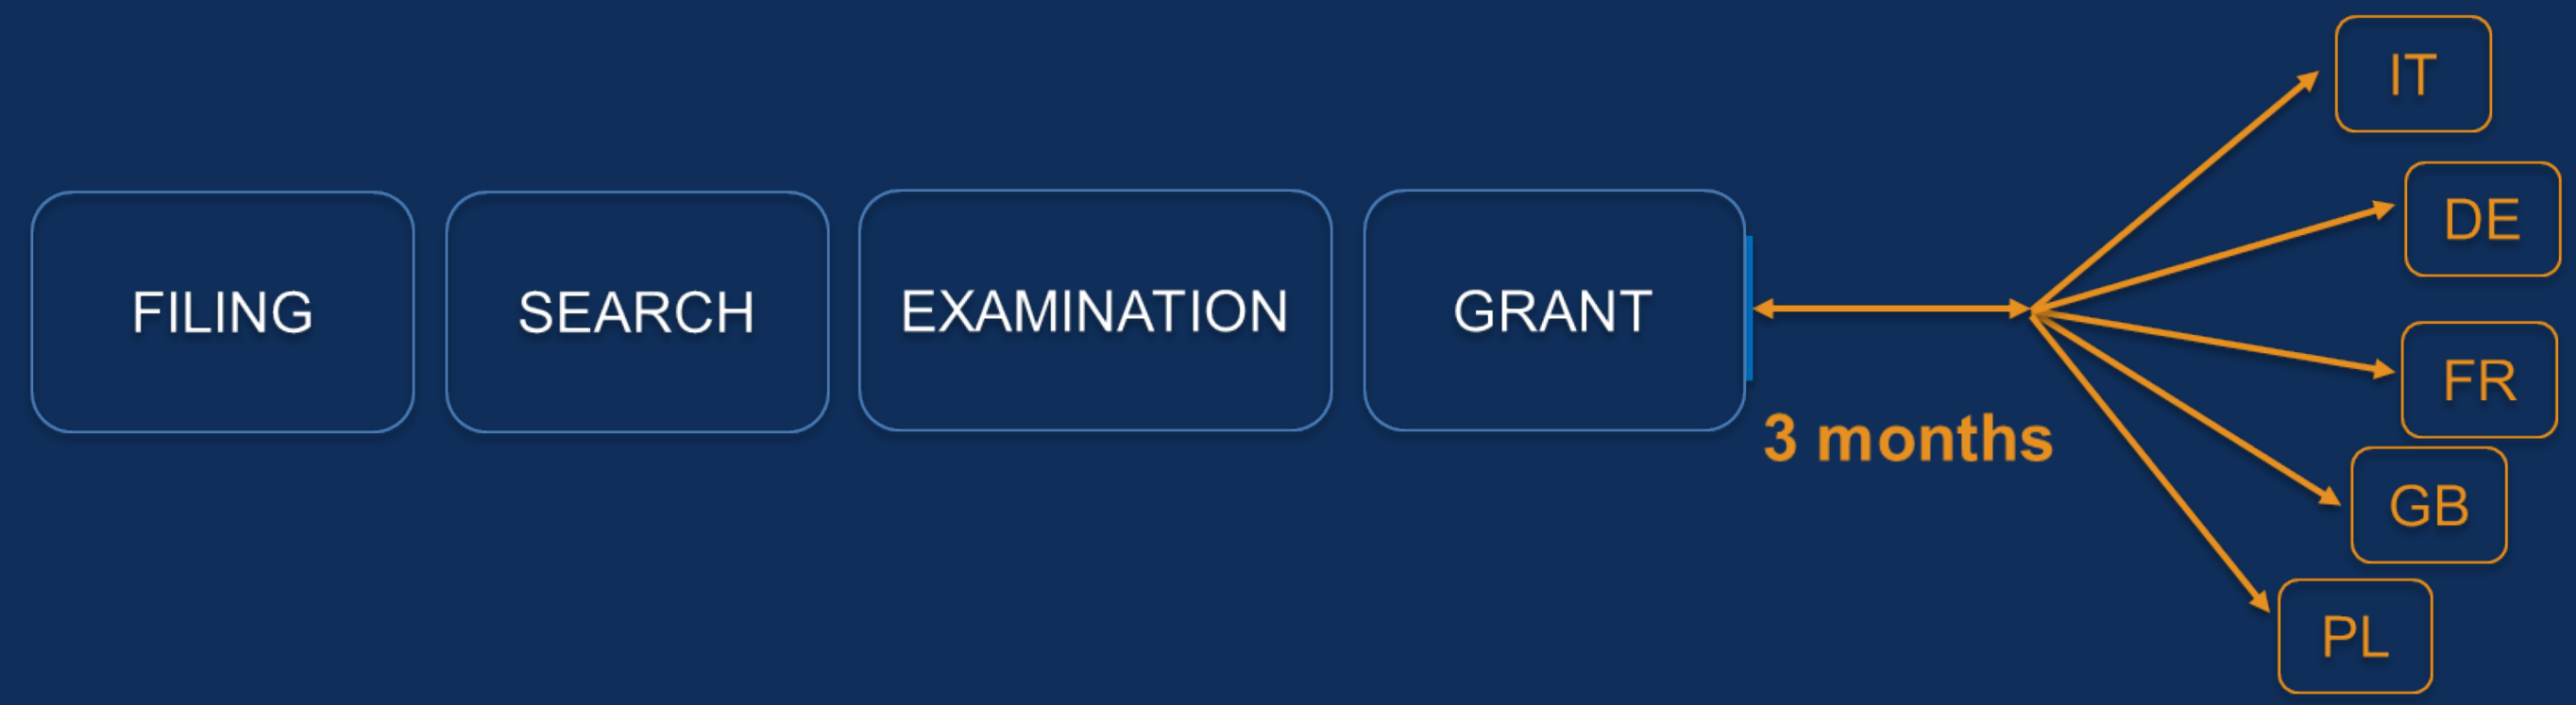 FILING
SEARCH
EXAMINATION
GRANT
3 months
IT
DE
FR
GB
PL